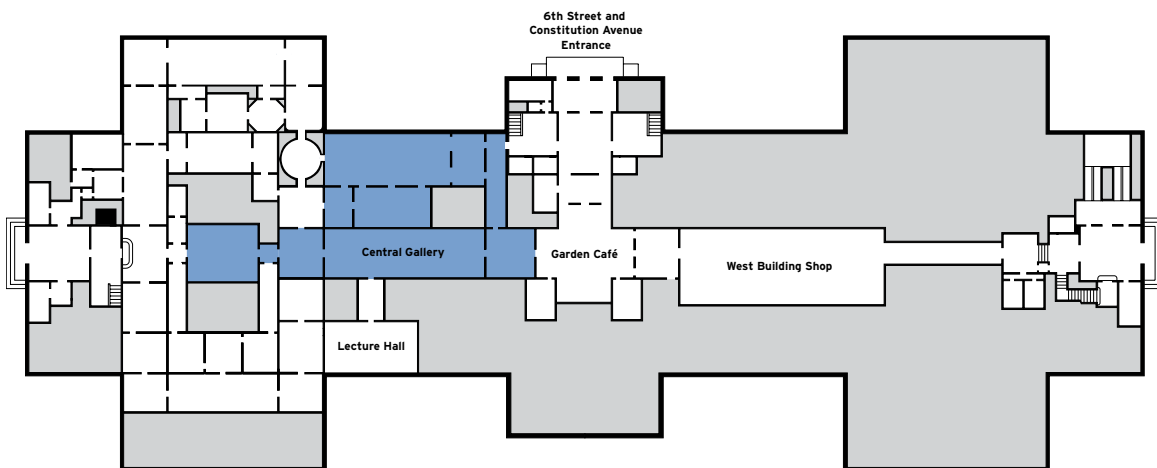 6th Street and
Constitution Avenue
Entrance
Central Gallery
Garden Café
West Building Shop
Lecture Hall